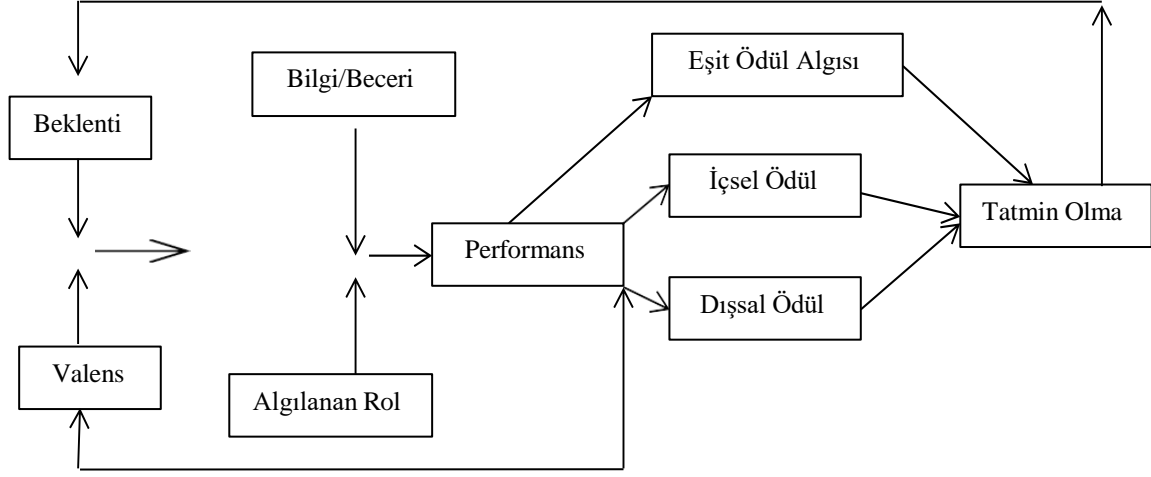 Eşit Ödül Algısı
Bilgi/Beceri
Beklenti
İçsel Ödül
Tatmin Olma
Performans
Dışsal Ödül
Valens
Algılanan Rol